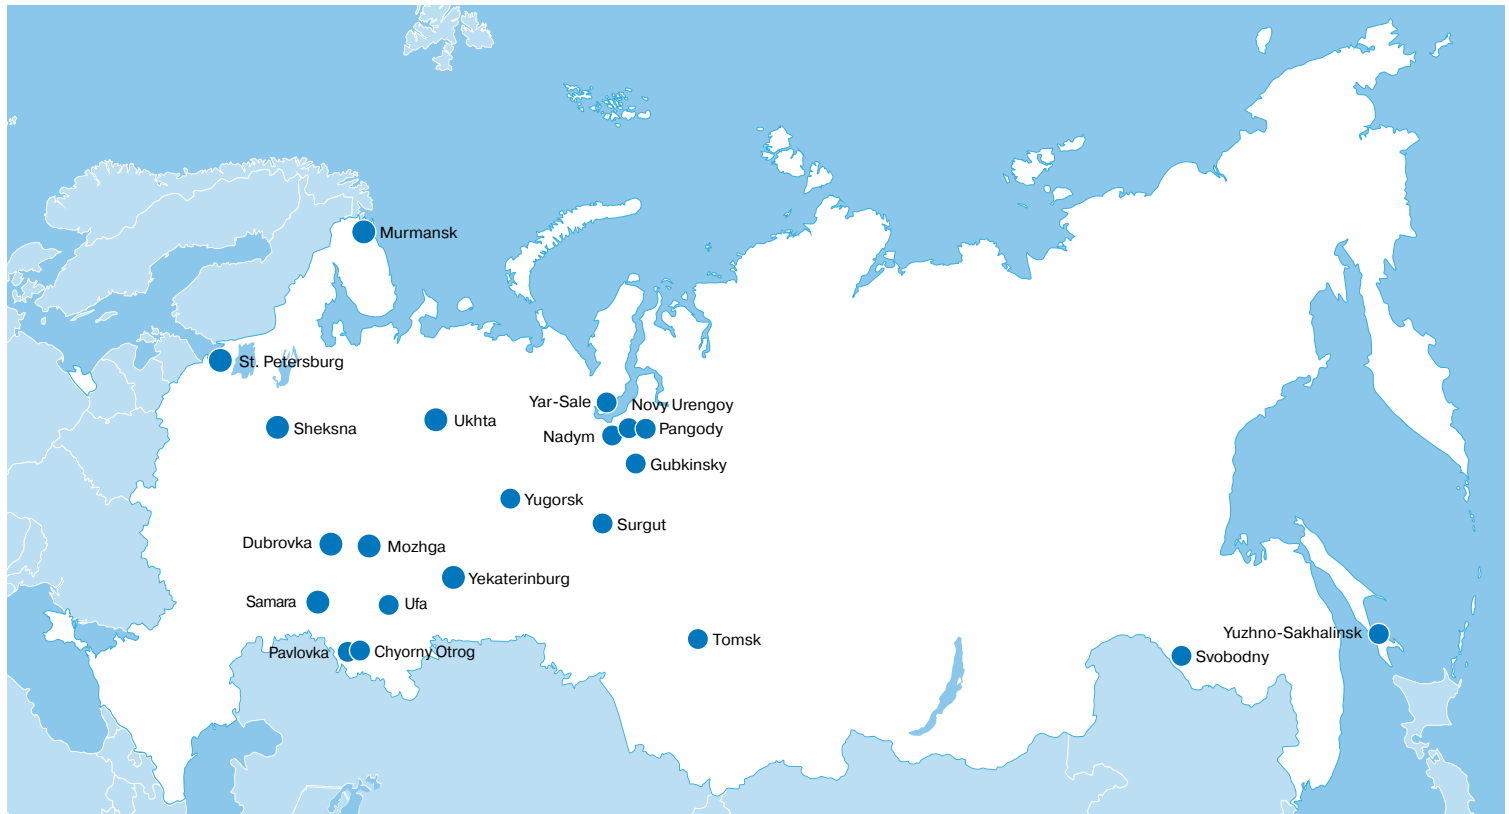 Murmansk
St. Petersburg
Yar-Sale
Novy Urengoy
Ukhta
Sheksna
Pangody
Nadym
Gubkinsky
Yugorsk
Surgut
Dubrovka
Mozhga
Yekaterinburg
Samara
Ufa
Yuzhno-Sakhalinsk
Tomsk
Pavlovka
Chyorny Otrog
Svobodny